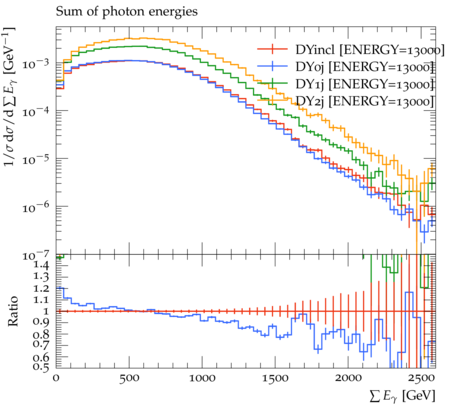 Sum of photon energies
1/σ dσ/d ∑ Eγ [GeV⁻¹]
DYincl [ENERGY=13000]
DY0j [ENERGY=13000]
DY1j [ENERGY=13000]
DY2j [ENERGY=13000]
10⁻³
10⁻⁴
10⁻⁵
10⁻⁶
10⁻⁷
Ratio
1.4
1.3
1.2
1.1
1
0.9
0.8
0.7
0.6
0.5
0 500 1000 1500 2000 2500
∑ Eγ [GeV]